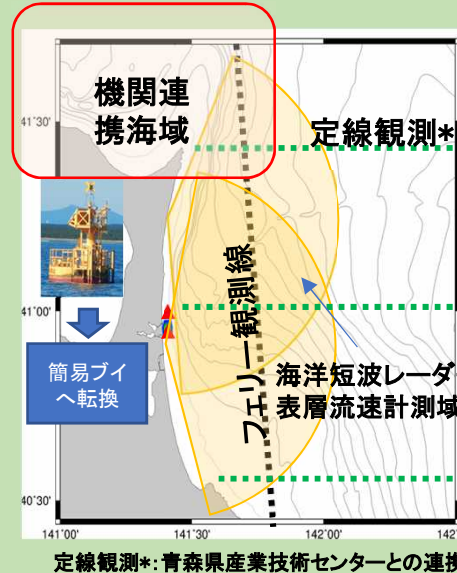 機関連
携海域
定線観測*
41˚30'
フェリー観測線
41˚00'
簡易ブイ
へ転換
海洋短波レーダ
表層流速計測域
40˚30'
141˚00'
141˚30'
142˚00'
142˚
定線観測*：青森県産業技術センターとの連携